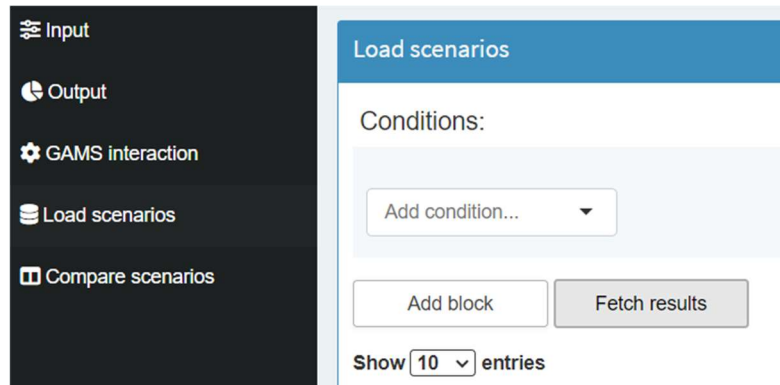 Input
Output
GAMS interaction
Load scenarios
Compare scenarios
Load scenarios
Conditions:
Add condition...
Add block
Fetch results
Show 10 entries